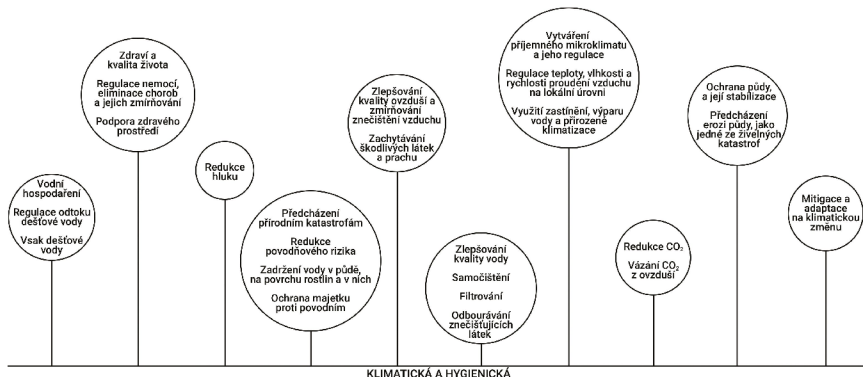 Vodní
hospodaření
Regulace odtoku
dešťové vody
Vsak dešťové
vody
Zdraví a
kvalita života
Regulace nemocí,
eliminace chorob
a jejich zmírňování
Podpora zdravého
prostředí
Redukce
hluku
Předcházení
přírodním katastrofám
Redukce
povodňového rizika
Zadržení vody v půdě,
na povrchu rostlin a v nich
Ochrana majetku
proti povodním
Zlepšování
kvality ovzduší a
zmírňování
znečištění vzduchu
Zachytávání
škodlivých látek
a prachu
Zlepšování
kvality vody
Samočištění
Filtrování
Odbourávání
znečišťujících
látek
Vytváření
příjemného mikroklimatu
a jeho regulace
Regulace teploty, vlhkosti a
rychlosti proudění vzduchu
na lokální úrovni
Využití zastínění, výparu
vody a přirozené
klimatizace
Redukce CO₂
Vázání CO₂
z ovzduší
Ochrana půdy,
a její stabilizace
Předcházení
erozi půdy, jako
jedné ze živelných
katastrof
Mitigace a
adaptace
na klimatickou
změnu
KLIMATICKÁ A HYGIENICKÁ